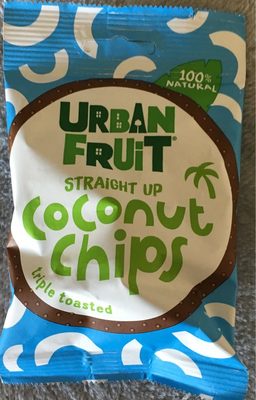 100%
NATURAL
URBAN
FRUiT®
STRAIGHT UP
coconut
chips
triple toasted